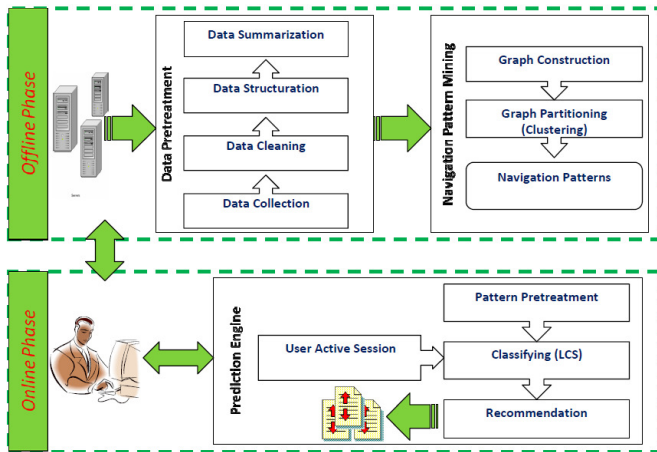 Offline Phase
Data Pretreatment
Data Summarization
Data Structuration
Data Cleaning
Data Collection
Navigation Pattern Mining
Graph Construction
Graph Partitioning
(Clustering)
Navigation Patterns
Online Phase
Prediction Engine
Pattern Pretreatment
User Active Session
Classifying (LCS)
Recommendation